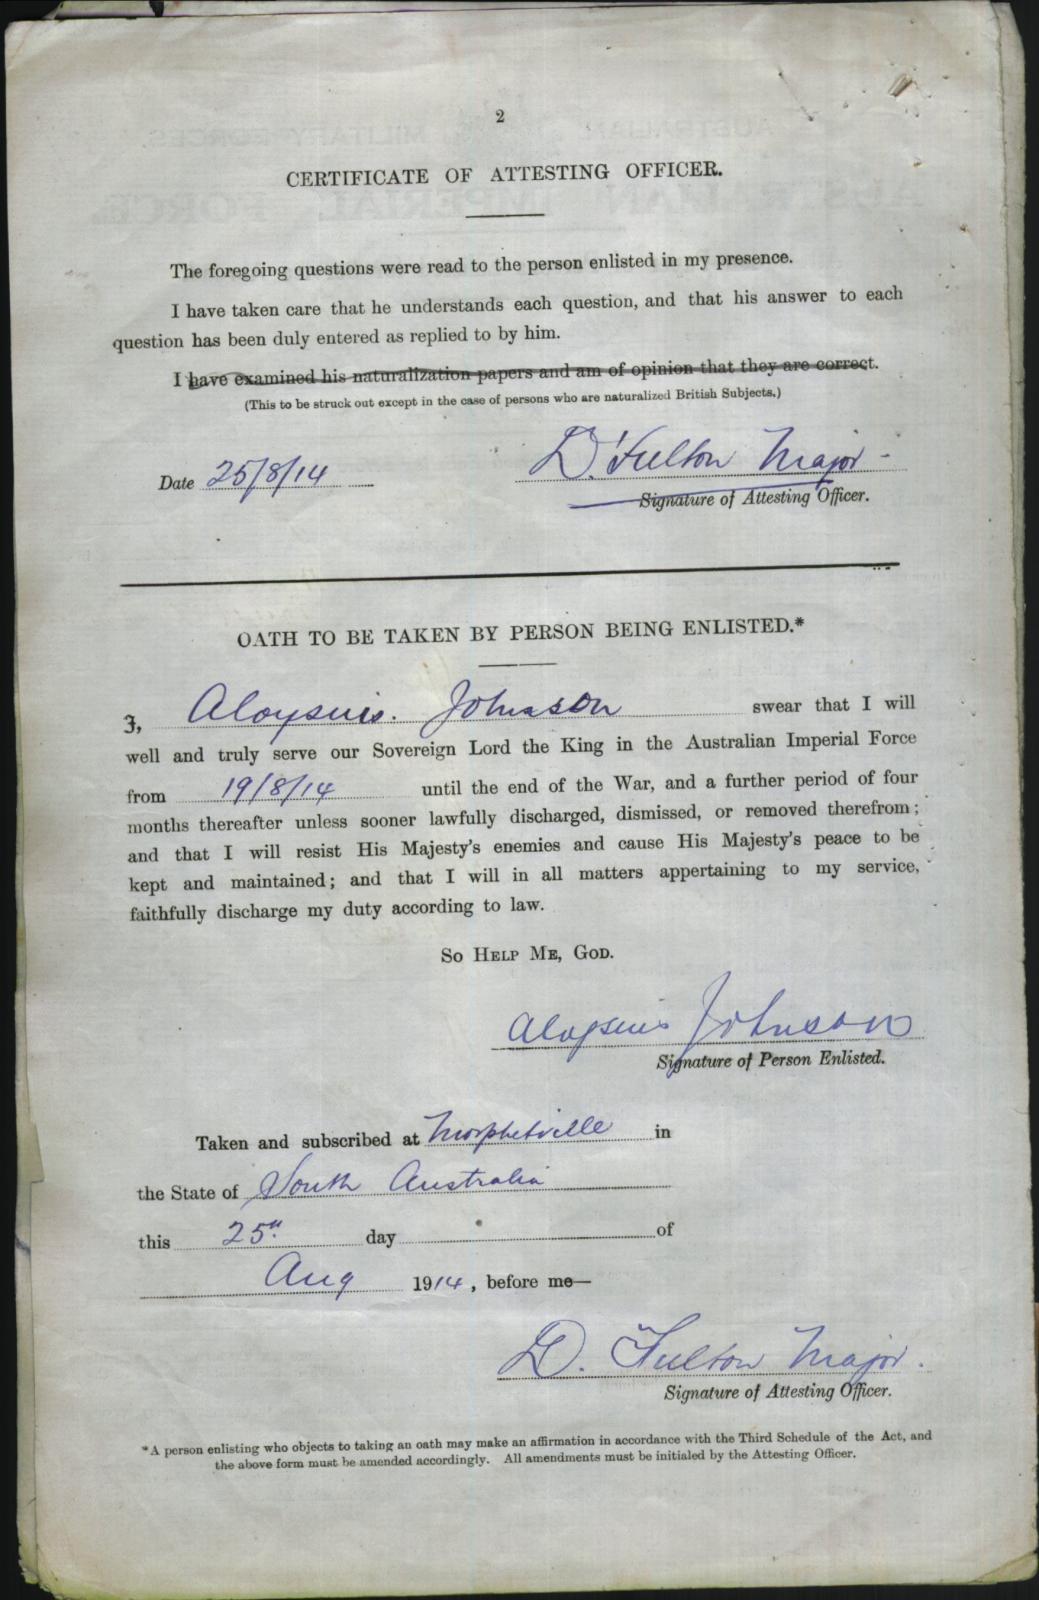 2
CERTIFICATE OF ATTESTING OFFICER.
The foregoing questions were read to the person enlisted in my presence.
I have taken care that he understands each question, and that his answer to each
question has been duly entered as replied to by him.
I have examined his naturalization papers and am of opinion that they are correct.
(This to be struck out except in the case of persons who are naturalized British Subjects.)
Date 25/8/14 D. Fulton Major
Signature of Attesting Officer.
OATH TO BE TAKEN BY PERSON BEING ENLISTED.*
I, Aloysius. Johnson swear that I will
well and truly serve our Sovereign Lord the King in the Australian Imperial Force
from 19/8/14 until the end of the War, and a further period of four
months thereafter unless sooner lawfully discharged, dismissed, or removed therefrom;
and that I will resist His Majesty's enemies and cause His Majesty's peace to be
kept and maintained; and that I will in all matters appertaining to my service,
faithfully discharge my duty according to law.
So Help Me, God.
Aloysius Johnson
Signature of Person Enlisted.
Taken and subscribed at Morphetville in
the State of South Australia
this 25th day of
Aug 1914, before me—
D. Fulton Major.
Signature of Attesting Officer.
*A person enlisting who objects to taking an oath may make an affirmation in accordance with the Third Schedule of the Act, and
the above form must be amended accordingly. All amendments must be initialed by the Attesting Officer.